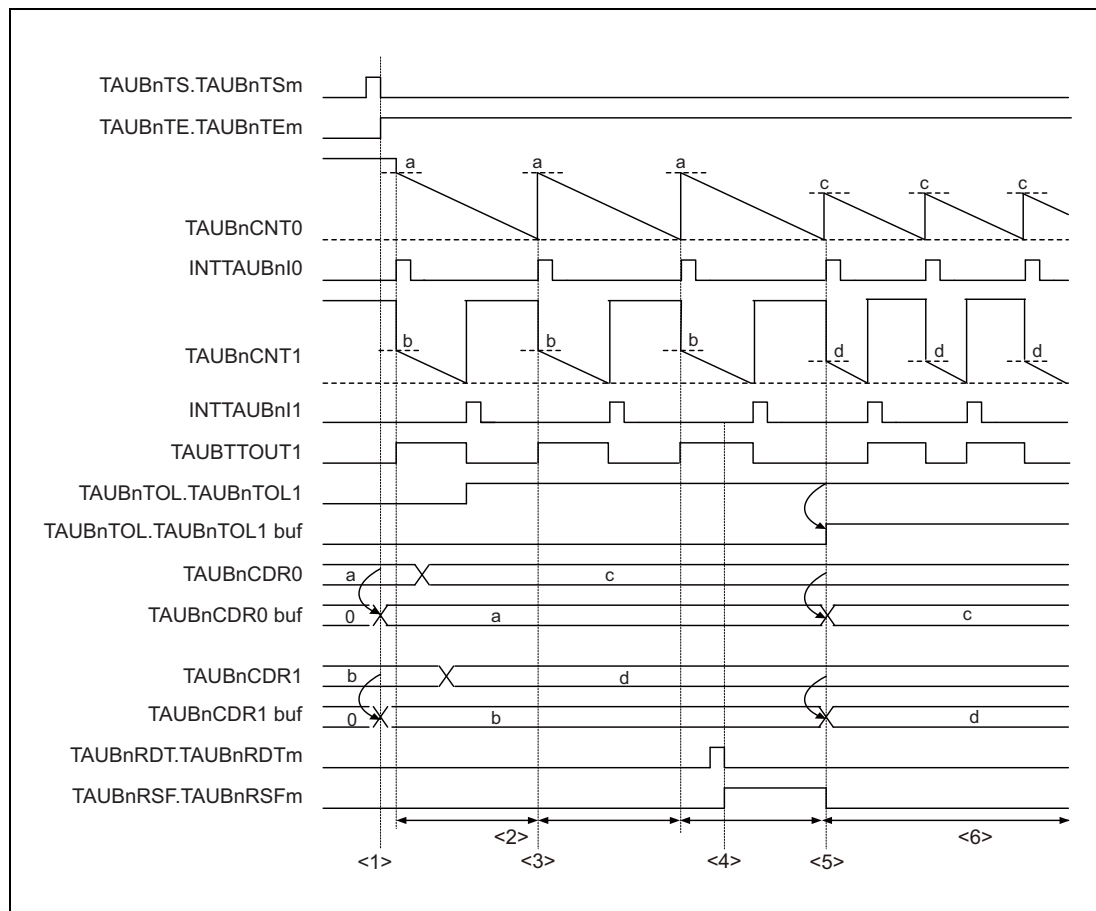 TAUBnTS.TAUBnTSm
TAUBnTE.TAUBnTEm
a a a
c c c
TAUBnCNT0
INTTAUBnI0
b b b
d d d
TAUBnCNT1
INTTAUBnI1
TAUBTTOUT1
TAUBnTOL.TAUBnTOL1
TAUBnTOL.TAUBnTOL1 buf
TAUBnCDR0 a c
TAUBnCDR0 buf 0 a c
TAUBnCDR1 b d
TAUBnCDR1 buf 0 b d
TAUBnRDT.TAUBnRDTm
TAUBnRSF.TAUBnRSFm
<2> <6>
<1> <3> <4> <5>